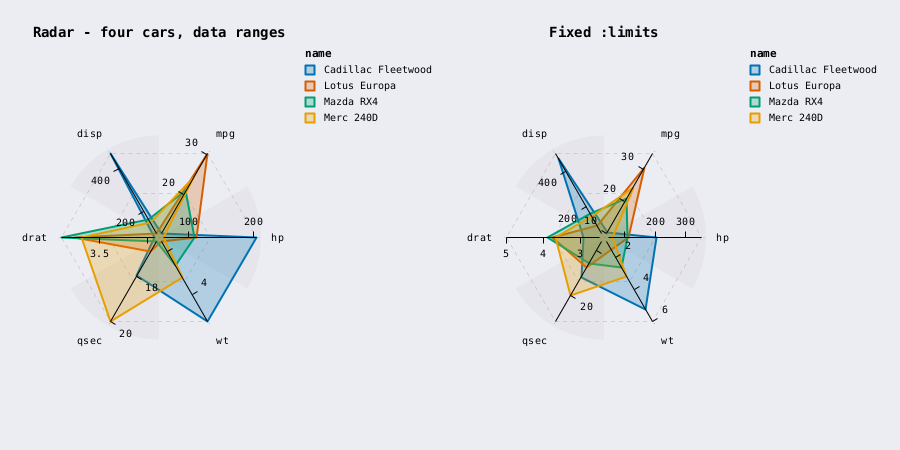 Radar - four cars, data ranges
name
Cadillac Fleetwood
Lotus Europa
Mazda RX4
Merc 240D
disp
mpg
30
400
20
200
100
200
drat
hp
3.5
18
4
20
qsec
wt
Fixed :limits
name
Cadillac Fleetwood
Lotus Europa
Mazda RX4
Merc 240D
disp
mpg
30
400
20
200
10
200
300
drat
hp
5
4
3
2
4
20
6
qsec
wt